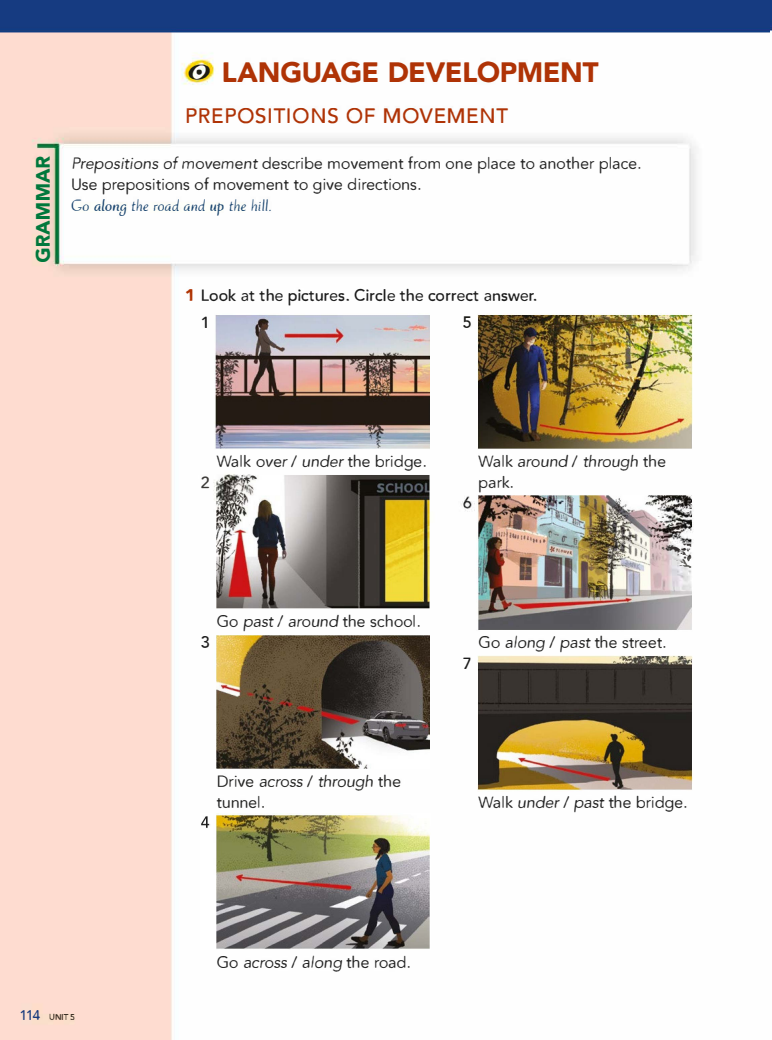 LANGUAGE DEVELOPMENT
PREPOSITIONS OF MOVEMENT
GRAMMAR
Prepositions of movement describe movement from one place to another place.
Use prepositions of movement to give directions.
Go along the road and up the hill.
1 Look at the pictures. Circle the correct answer.
1
Walk over / under the bridge.
2
SCHOOL
Go past / around the school.
3
Drive across / through the
tunnel.
4
Go across / along the road.
5
Walk around / through the
park.
6
Go along / past the street.
7
Walk under / past the bridge.
114 UNIT 5